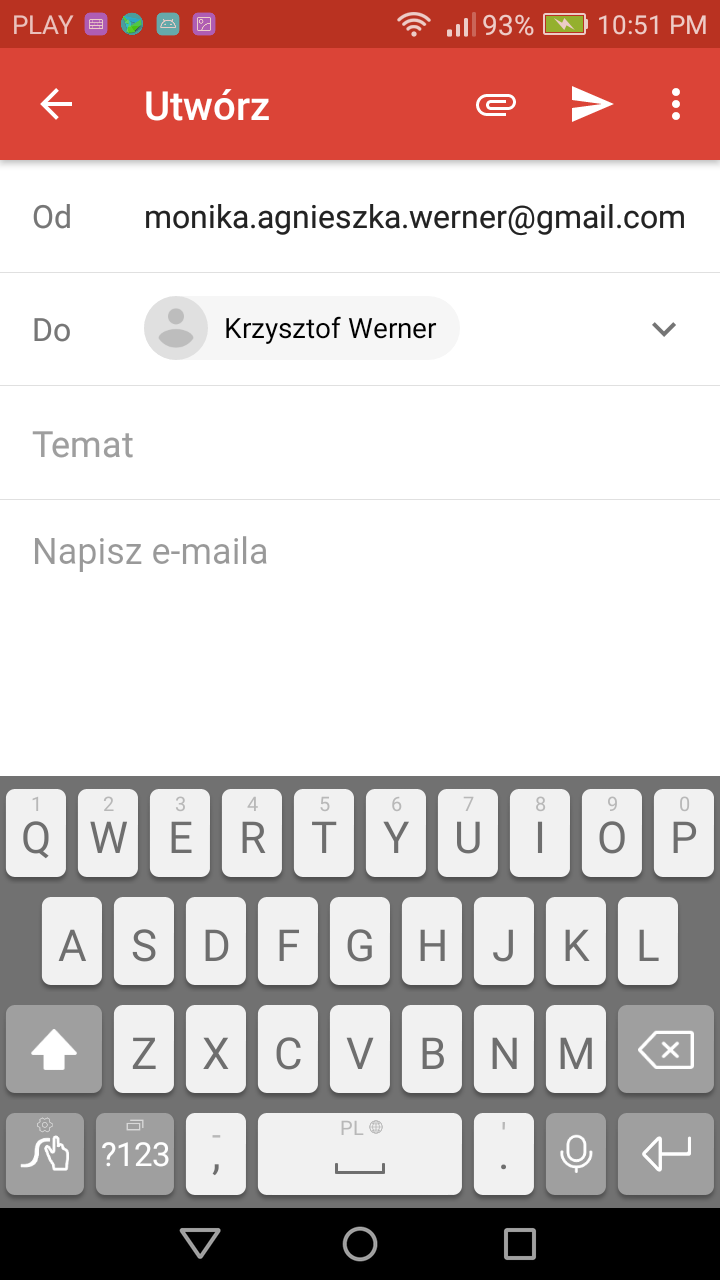 PLAY 93% 10:51 PM
Utwórz
Od monika.agnieszka.werner@gmail.com
Do Krzysztof Werner
Temat
Napisz e-maila
1 2 3 4 5 6 7 8 9 0
Q W E R T Y U I O P
A S D F G H J K L
Z X C V B N M
PL
?123 , .